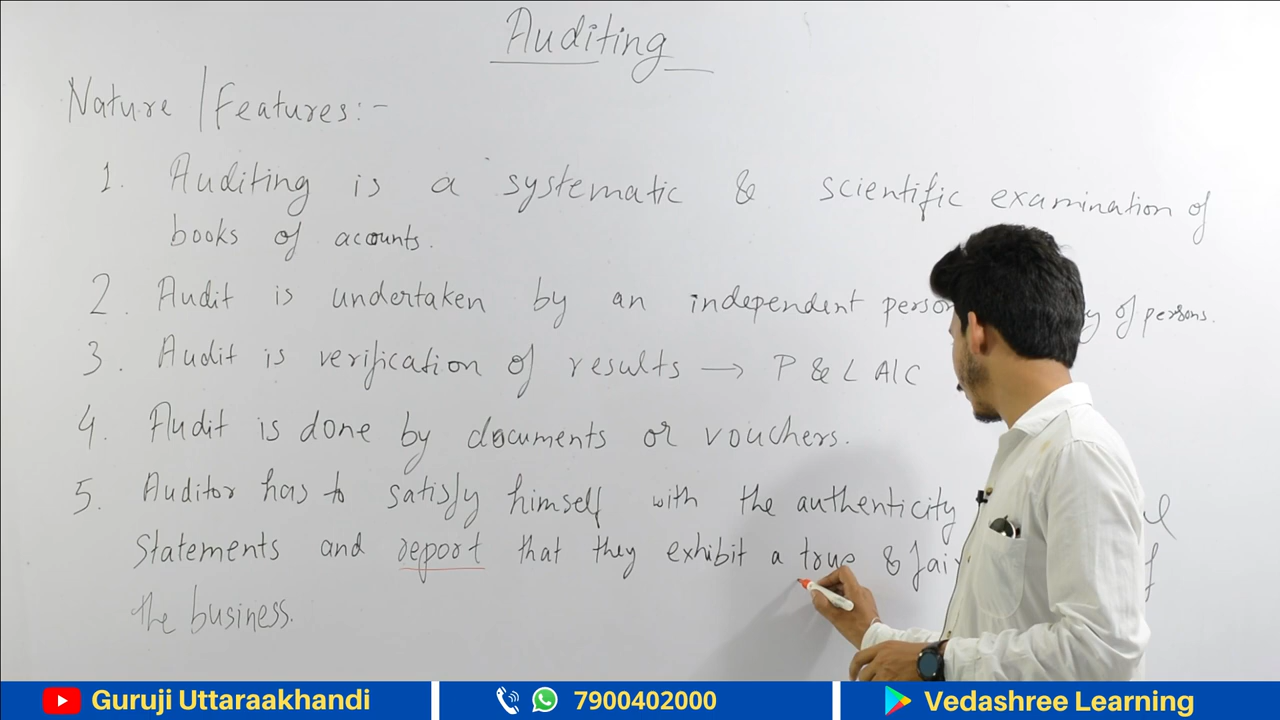 Auditing
Nature / Features:-
1. Auditing is a systematic & scientific examination of
books of acounts.
2. Audit is undertaken by an independent person of persons.
3. Audit is verification of results → P & L A/C
4. Audit is done by documents or vouchers.
5. Auditor has to satisfy himself with the authenticity
Statements and report that they exhibit a true & fair
the business.
Guruji Uttaraakhandi
7900402000
Vedashree Learning